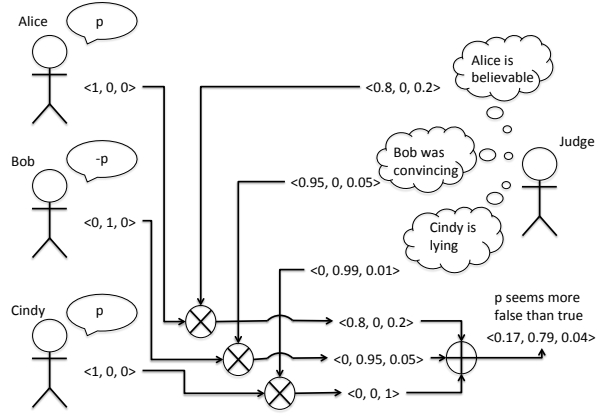 Alice
p
<1, 0, 0>
<0.8, 0, 0.2>
Alice is
believable
Bob
-p
<0, 1, 0>
<0.95, 0, 0.05>
Bob was
convincing
Judge
Cindy is
lying
<0, 0.99, 0.01>
Cindy
p
<1, 0, 0>
<0.8, 0, 0.2>
<0, 0.95, 0.05>
<0, 0, 1>
p seems more
false than true
<0.17, 0.79, 0.04>